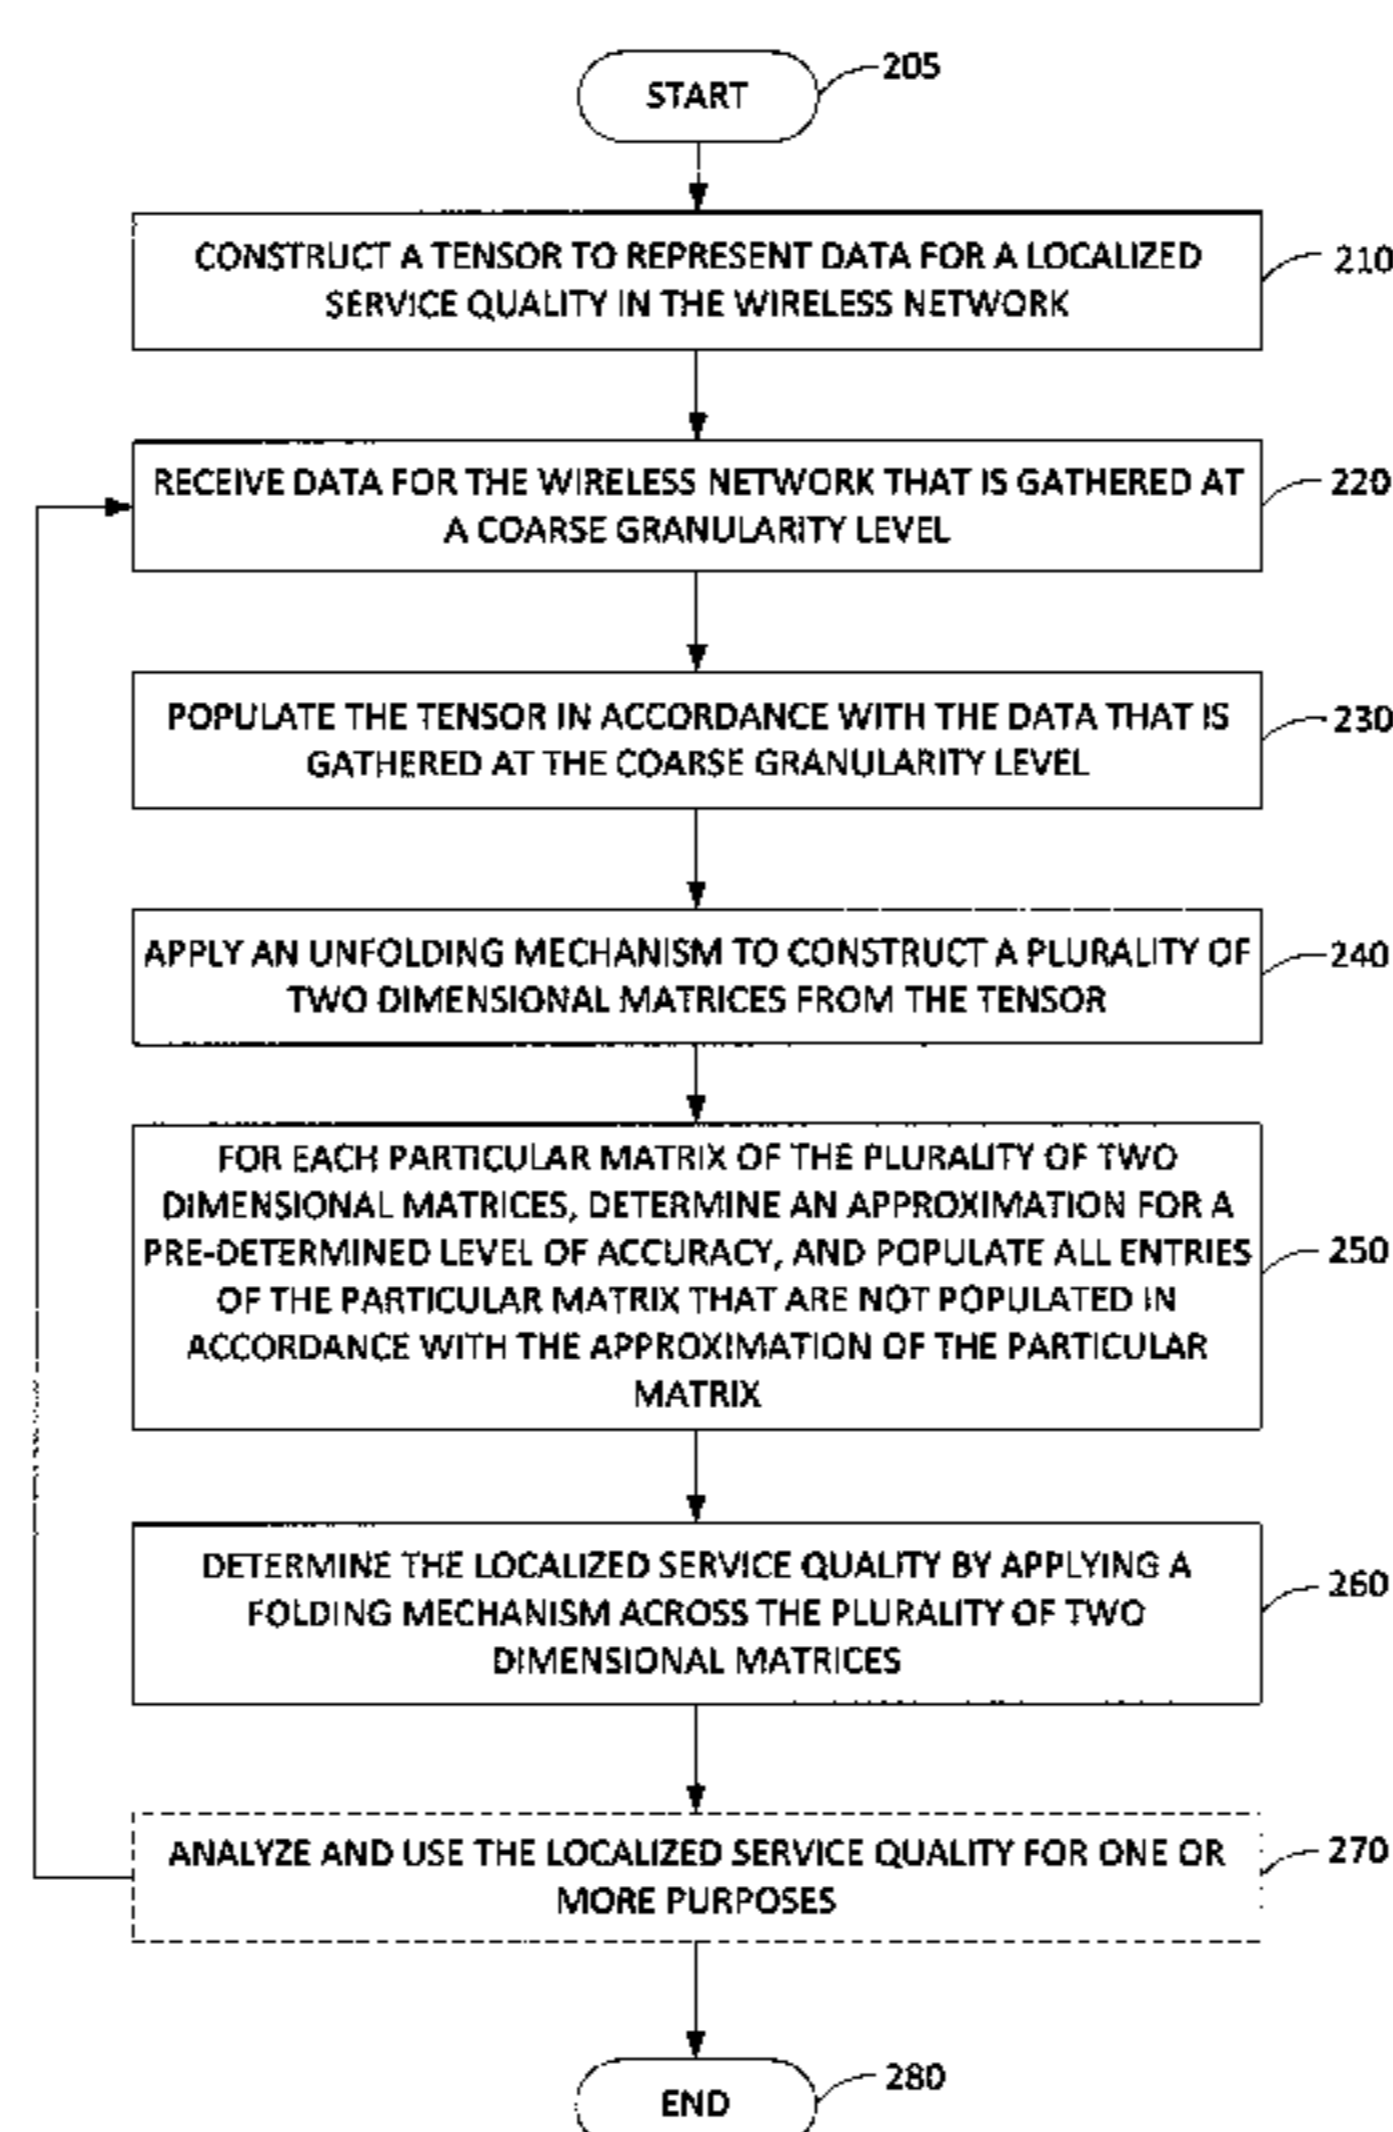 START
205
CONSTRUCT A TENSOR TO REPRESENT DATA FOR A LOCALIZED
SERVICE QUALITY IN THE WIRELESS NETWORK
210
RECEIVE DATA FOR THE WIRELESS NETWORK THAT IS GATHERED AT
A COARSE GRANULARITY LEVEL
220
POPULATE THE TENSOR IN ACCORDANCE WITH THE DATA THAT IS
GATHERED AT THE COARSE GRANULARITY LEVEL
230
APPLY AN UNFOLDING MECHANISM TO CONSTRUCT A PLURALITY OF
TWO DIMENSIONAL MATRICES FROM THE TENSOR
240
FOR EACH PARTICULAR MATRIX OF THE PLURALITY OF TWO
DIMENSIONAL MATRICES, DETERMINE AN APPROXIMATION FOR A
PRE-DETERMINED LEVEL OF ACCURACY, AND POPULATE ALL ENTRIES
OF THE PARTICULAR MATRIX THAT ARE NOT POPULATED IN
ACCORDANCE WITH THE APPROXIMATION OF THE PARTICULAR
MATRIX
250
DETERMINE THE LOCALIZED SERVICE QUALITY BY APPLYING A
FOLDING MECHANISM ACROSS THE PLURALITY OF TWO
DIMENSIONAL MATRICES
260
ANALYZE AND USE THE LOCALIZED SERVICE QUALITY FOR ONE OR
MORE PURPOSES
270
END
280